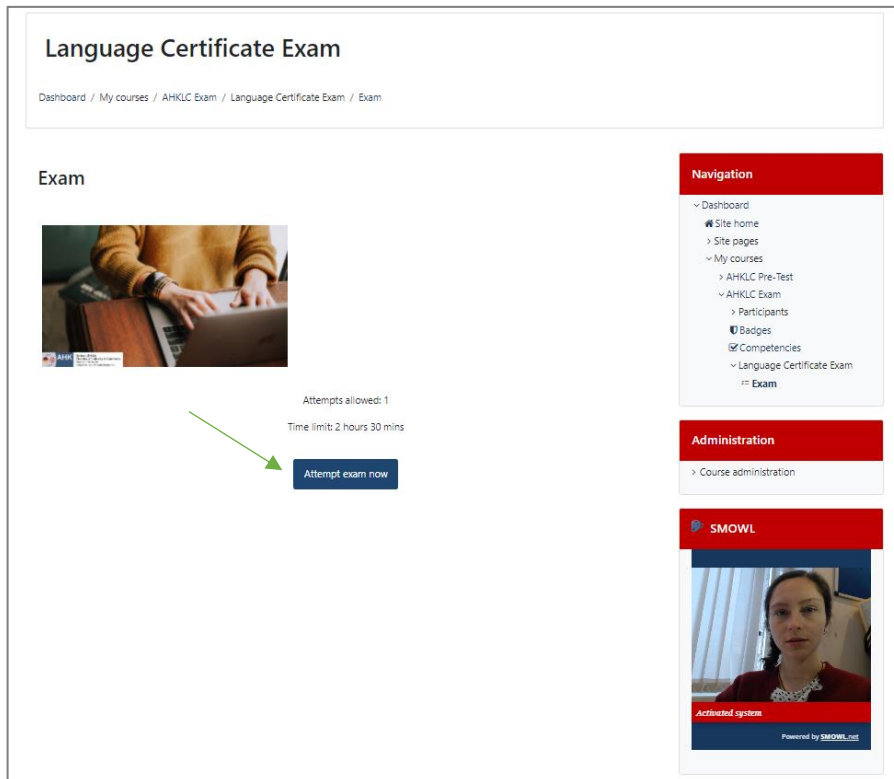 Language Certificate Exam
Dashboard / My courses / AHKLC Exam / Language Certificate Exam / Exam
Exam
AHK
Attempts allowed: 1
Time limit: 2 hours 30 mins
Attempt exam now
Navigation
Dashboard
Site home
Site pages
My courses
AHKLC Pre-Test
AHKLC Exam
Participants
Badges
Competencies
Language Certificate Exam
Exam
Administration
Course administration
SMOWL
Activated system
Powered by SMOWL.net